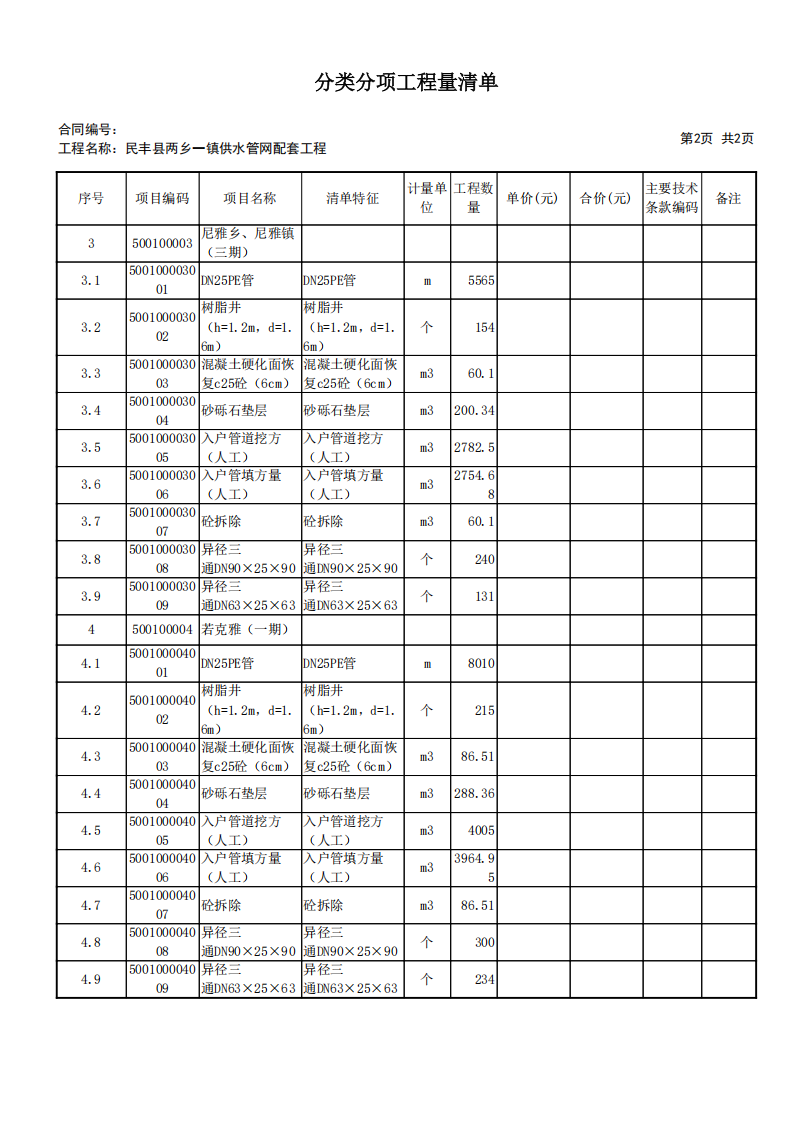 分类分项工程量清单
合同编号：
工程名称：民丰县两乡一镇供水管网配套工程
第2页 共2页
序号 项目编码 项目名称 清单特征 计量单位 工程数量 单价(元) 合价(元) 主要技术条款编码 备注
3 500100003 尼雅乡、尼雅镇（三期）
3.1 500100003001 DN25PE管 DN25PE管 m 5565
3.2 500100003002 树脂井（h=1.2m，d=1.6m） 树脂井（h=1.2m，d=1.6m） 个 154
3.3 500100003003 混凝土硬化面恢复c25砼（6cm） 混凝土硬化面恢复c25砼（6cm） m3 60.1
3.4 500100003004 砂砾石垫层 砂砾石垫层 m3 200.34
3.5 500100003005 入户管道挖方（人工） 入户管道挖方（人工） m3 2782.5
3.6 500100003006 入户管填方量（人工） 入户管填方量（人工） m3 2754.68
3.7 500100003007 砼拆除 砼拆除 m3 60.1
3.8 500100003008 异径三通DN90×25×90 异径三通DN90×25×90 个 240
3.9 500100003009 异径三通DN63×25×63 异径三通DN63×25×63 个 131
4 500100004 若克雅（一期）
4.1 500100004001 DN25PE管 DN25PE管 m 8010
4.2 500100004002 树脂井（h=1.2m，d=1.6m） 树脂井（h=1.2m，d=1.6m） 个 215
4.3 500100004003 混凝土硬化面恢复c25砼（6cm） 混凝土硬化面恢复c25砼（6cm） m3 86.51
4.4 500100004004 砂砾石垫层 砂砾石垫层 m3 288.36
4.5 500100004005 入户管道挖方（人工） 入户管道挖方（人工） m3 4005
4.6 500100004006 入户管填方量（人工） 入户管填方量（人工） m3 3964.95
4.7 500100004007 砼拆除 砼拆除 m3 86.51
4.8 500100004008 异径三通DN90×25×90 异径三通DN90×25×90 个 300
4.9 500100004009 异径三通DN63×25×63 异径三通DN63×25×63 个 234